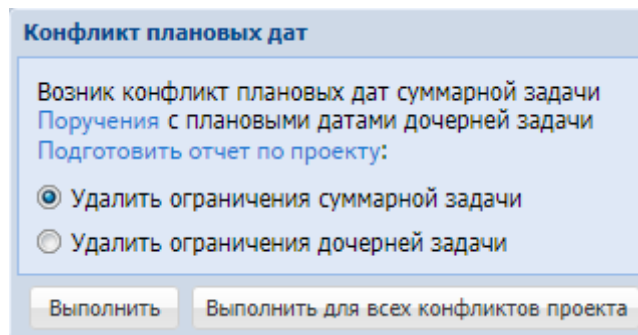 Конфликт плановых дат
Возник конфликт плановых дат суммарной задачи
Поручения с плановыми датами дочерней задачи
Подготовить отчет по проекту:
Удалить ограничения суммарной задачи
Удалить ограничения дочерней задачи
Выполнить Выполнить для всех конфликтов проекта